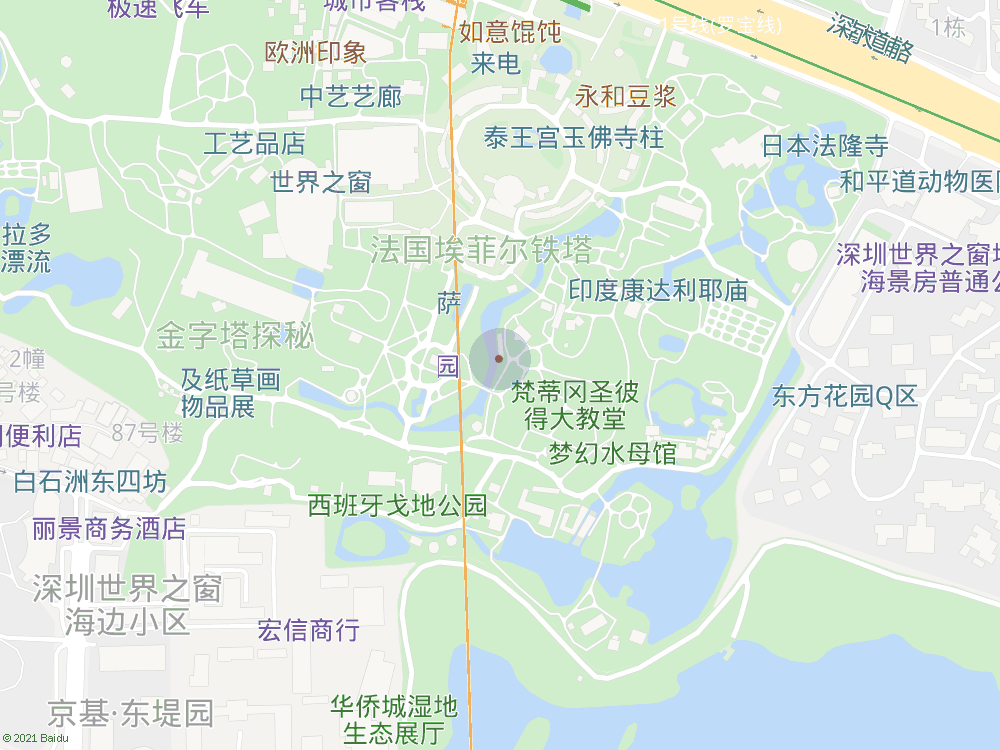 极速飞车
城市客栈
如意馄饨
1号线(罗宝线)
1栋
欧洲印象
来电
中艺艺廊
永和豆浆
工艺品店
泰王宫玉佛寺柱
日本法隆寺
世界之窗
和平道动物医院
拉多
漂流
法国埃菲尔铁塔
深圳世界之窗
海景房普通公
印度康达利耶庙
萨
金字塔探秘
2幢
园
及纸草画
物品展
号楼
梵蒂冈圣彼
得大教堂
东方花园Q区
便利店
87号楼
梦幻水母馆
白石洲东四坊
西班牙戈地公园
丽景商务酒店
深圳世界之窗
海边小区
宏信商行
华侨城湿地
生态展厅
京基·东堤园
© 2021 Baidu